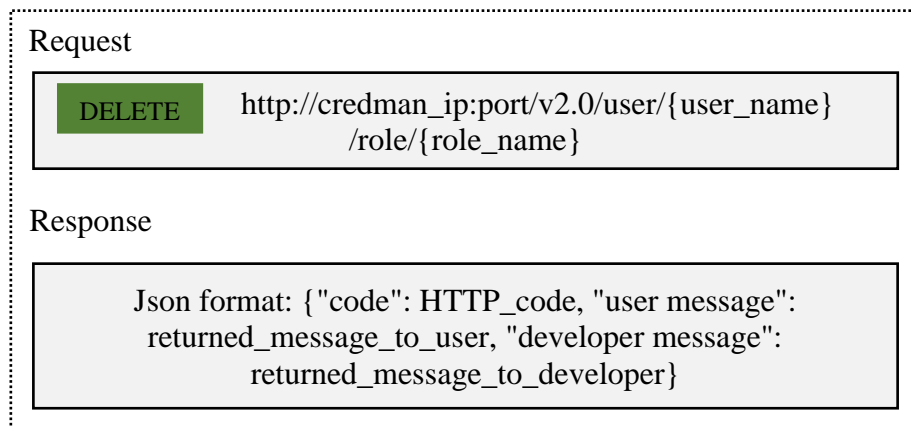 Request
DELETE http://credman_ip:port/v2.0/user/{user_name}
/role/{role_name}
Response
Json format: {"code": HTTP_code, "user message":
returned_message_to_user, "developer message":
returned_message_to_developer}